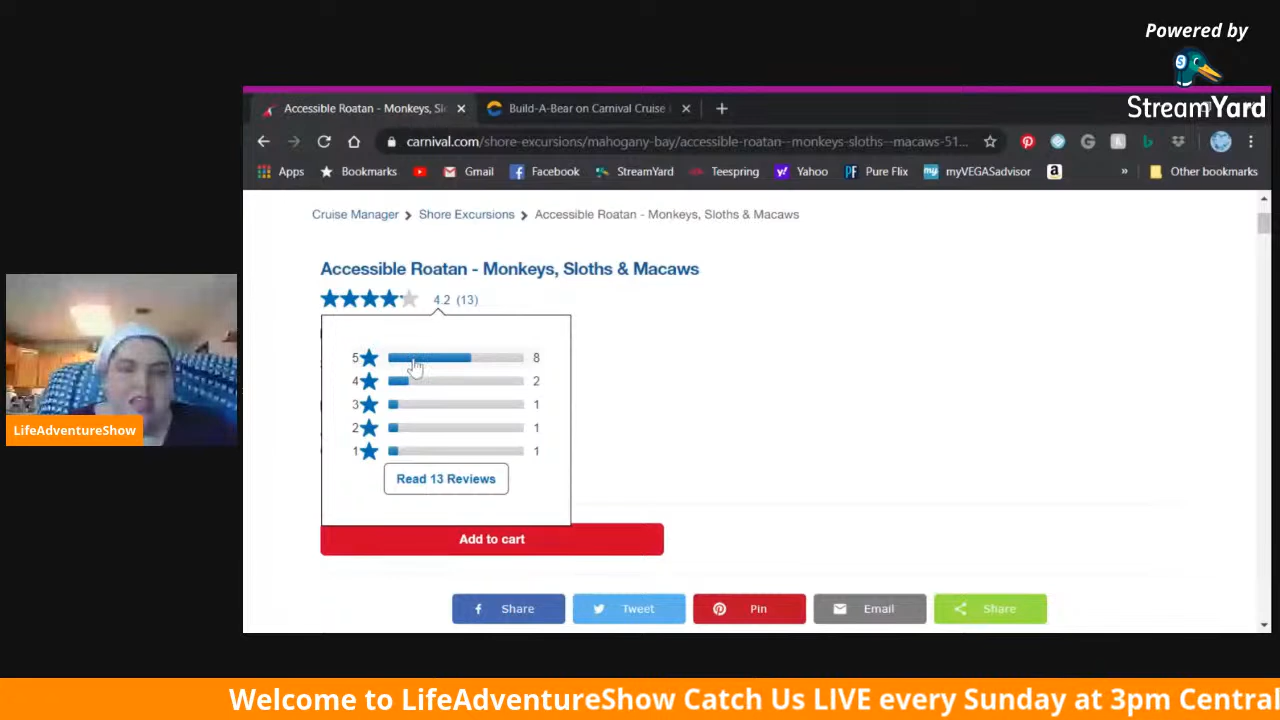 Powered by
StreamYard
Accessible Roatan - Monkeys, Sl
Build-A-Bear on Carnival Cruise
carnival.com/shore-excursions/mahogany-bay/accessible-roatan--monkeys-sloths--macaws-51...
Apps Bookmarks Gmail Facebook StreamYard Teespring Yahoo PF Pure Flix my myVEGASadvisor a » Other bookmarks
Cruise Manager > Shore Excursions > Accessible Roatan - Monkeys, Sloths & Macaws
Accessible Roatan - Monkeys, Sloths & Macaws
4.2 (13)
5 8
4 2
3 1
2 1
1 1
Read 13 Reviews
Add to cart
Share Tweet Pin Email Share
LifeAdventureShow
Welcome to LifeAdventureShow Catch Us LIVE every Sunday at 3pm Central